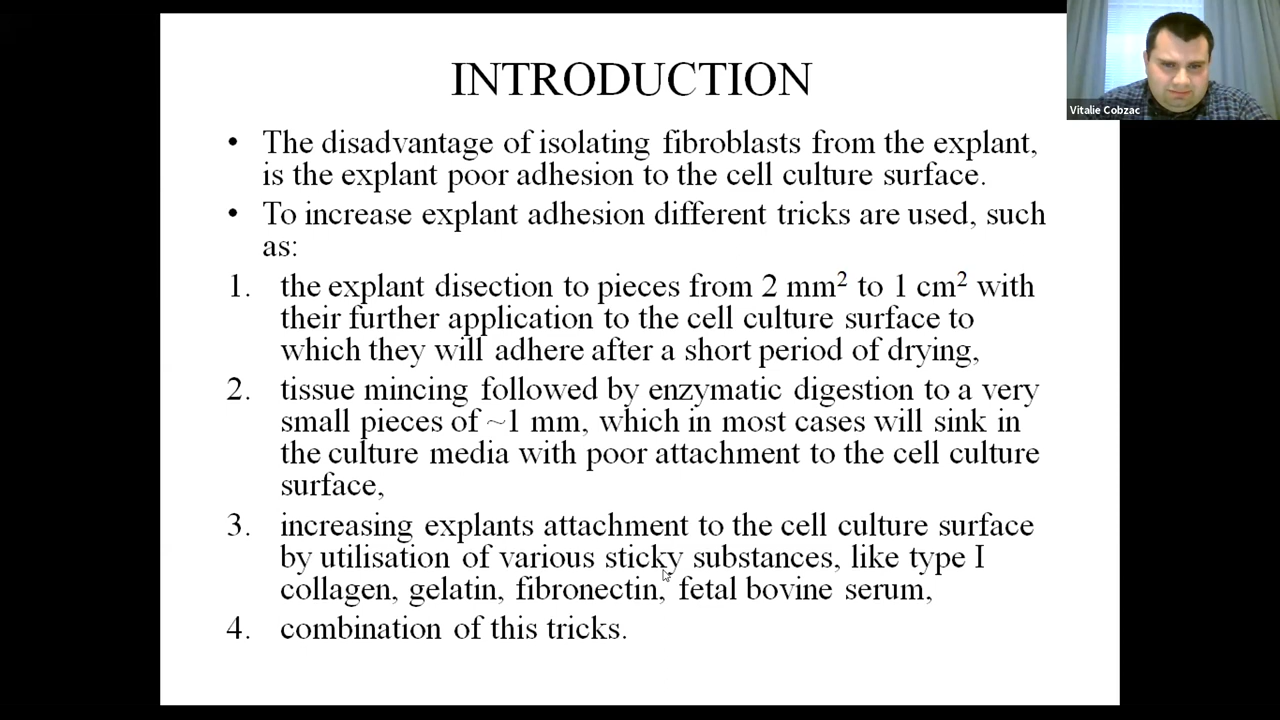 INTRODUCTION
Vitalie Cobzac
• The disadvantage of isolating fibroblasts from the explant,
is the explant poor adhesion to the cell culture surface.
• To increase explant adhesion different tricks are used, such
as:
1. the explant disection to pieces from 2 mm² to 1 cm² with
their further application to the cell culture surface to
which they will adhere after a short period of drying,
2. tissue mincing followed by enzymatic digestion to a very
small pieces of ~1 mm, which in most cases will sink in
the culture media with poor attachment to the cell culture
surface,
3. increasing explants attachment to the cell culture surface
by utilisation of various sticky substances, like type I
collagen, gelatin, fibronectin, fetal bovine serum,
4. combination of this tricks.